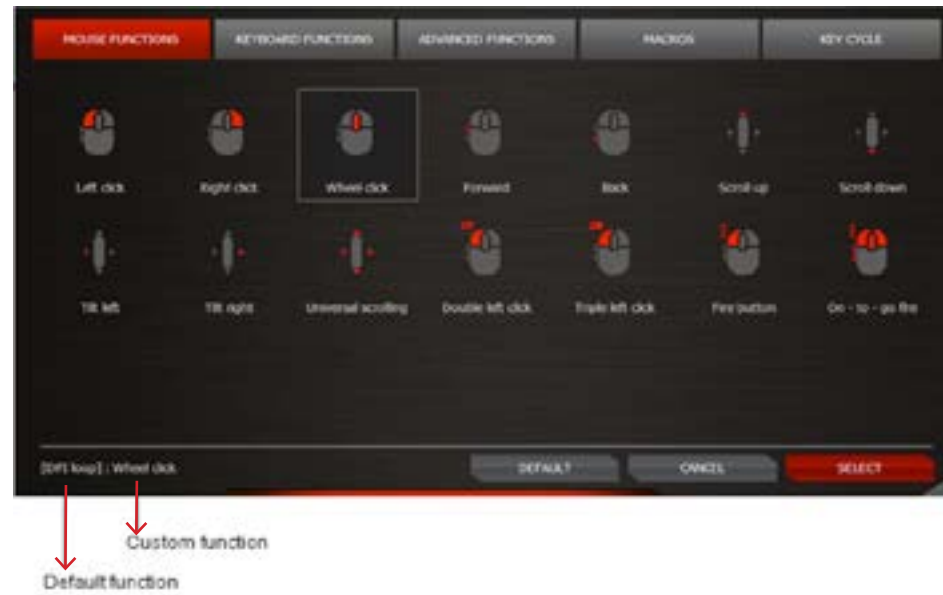 MOUSE FUNCTIONS KEYBOARD FUNCTIONS ADVANCED FUNCTIONS MACROS KEY CYCLE
Left click Right click Wheel click Forward Back Scroll up Scroll down
Tilt left Tilt right Universal scrolling Double left click Triple left click Fire button On - to - go fire
[DPI loop] : Wheel click DEFAULT CANCEL SELECT
Custom function
Default function